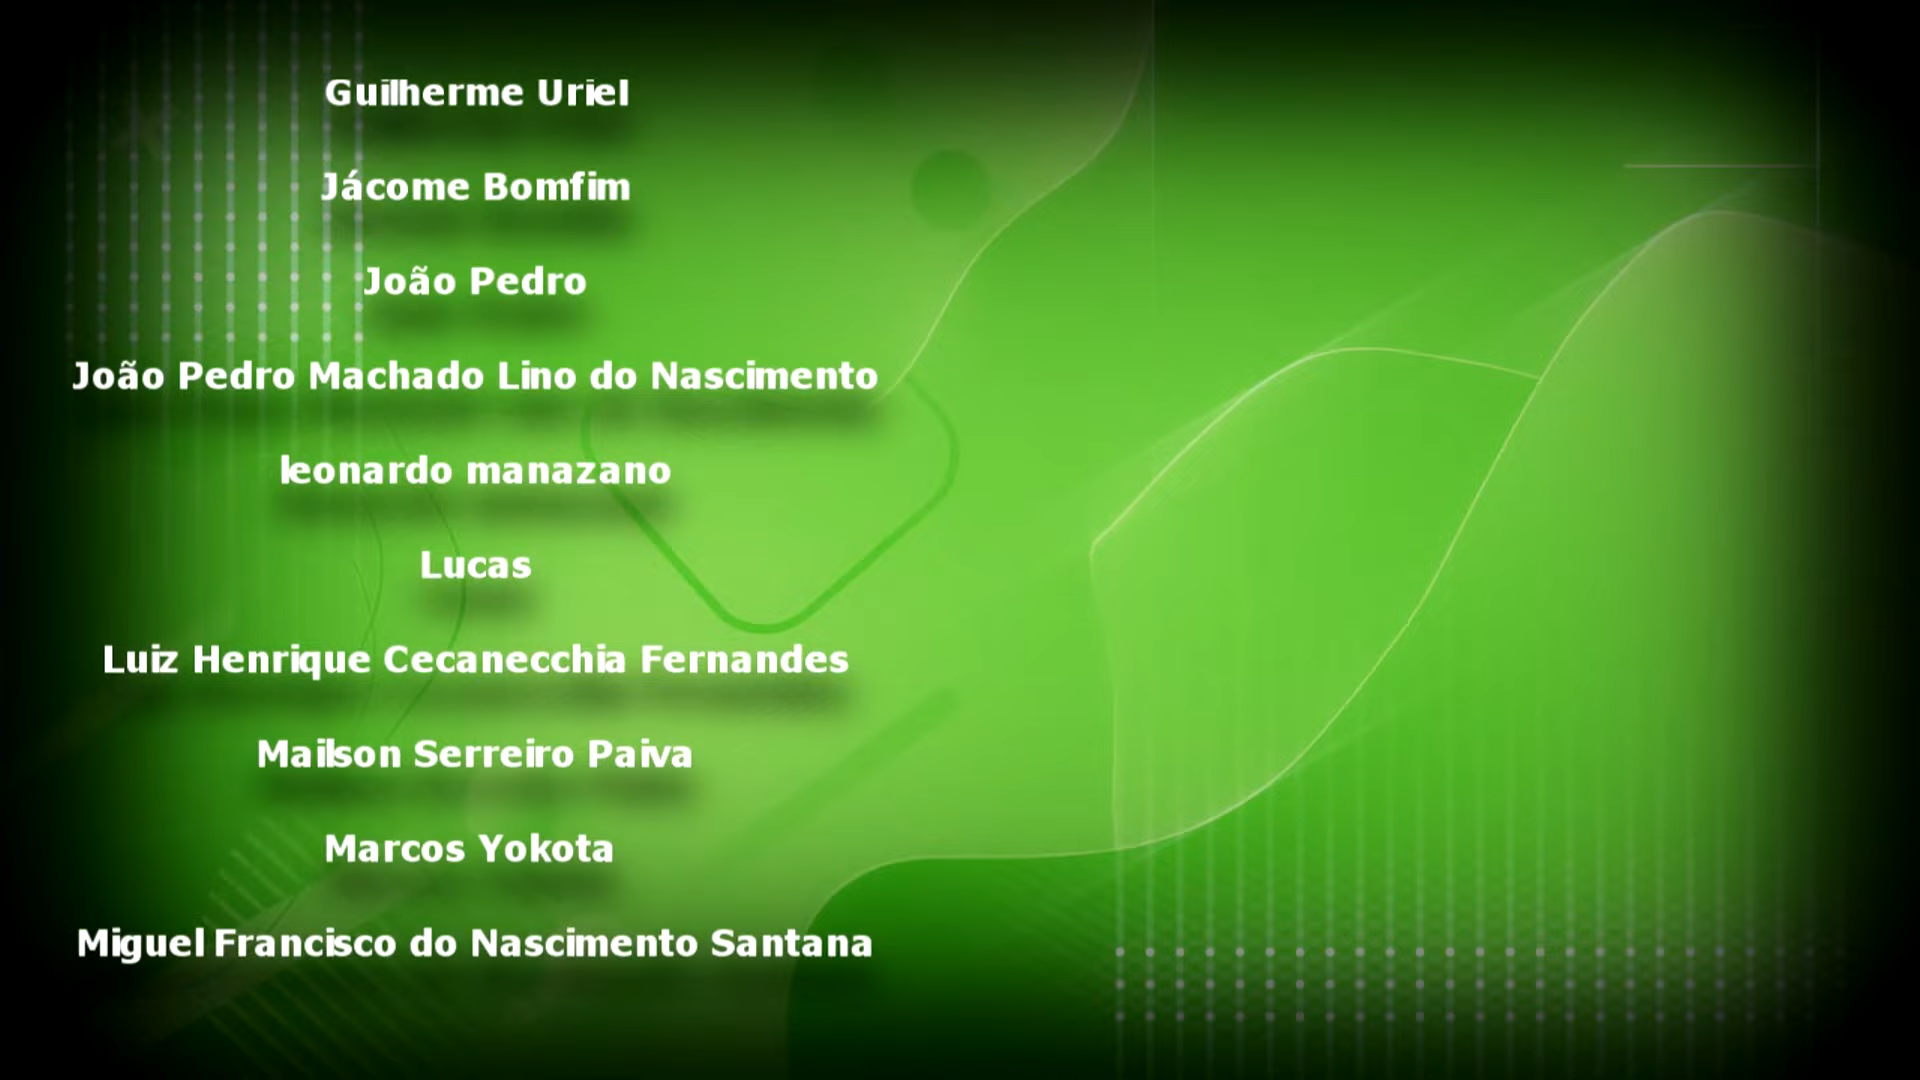 Guilherme Uriel
Jácome Bomfim
João Pedro
João Pedro Machado Lino do Nascimento
leonardo manazano
Lucas
Luiz Henrique Cecanecchia Fernandes
Mailson Serreiro Paiva
Marcos Yokota
Miguel Francisco do Nascimento Santana